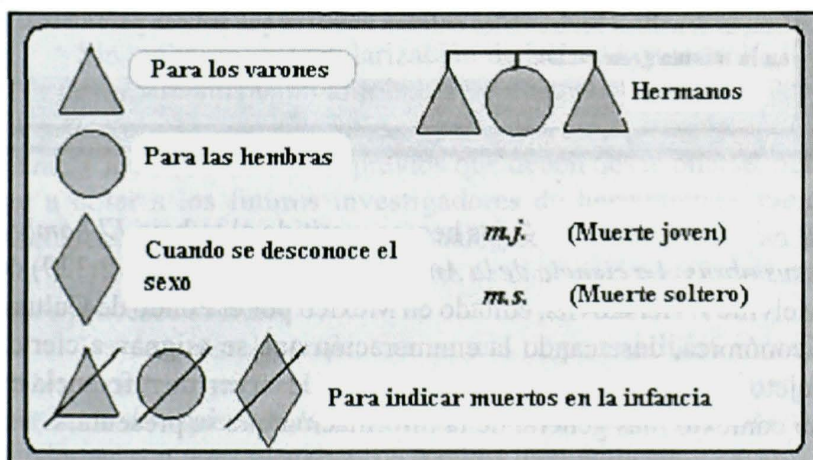 Para los varones
Hermanos
Para las hembras
Cuando se desconoce el
sexo
m.j. (Muerte joven)
m.s. (Muerte soltero)
Para indicar muertos en la infancia